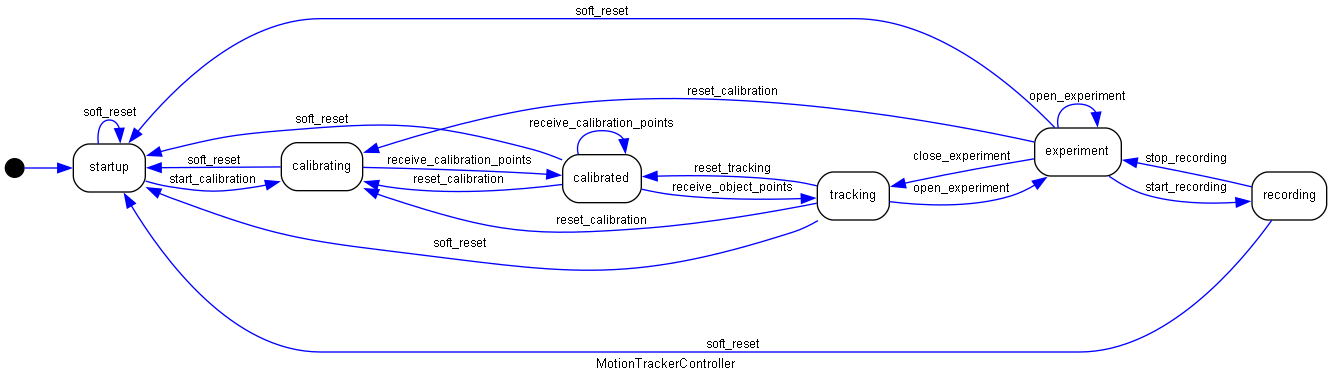 soft_reset
reset_calibration
open_experiment
soft_reset
soft_reset
receive_calibration_points
startup
soft_reset
start_calibration
calibrating
receive_calibration_points
reset_calibration
calibrated
reset_tracking
receive_object_points
close_experiment
open_experiment
experiment
stop_recording
start_recording
tracking
recording
reset_calibration
soft_reset
soft_reset
MotionTrackerController